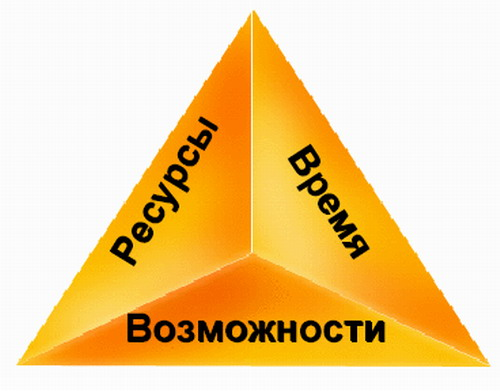 Ресурсы
Время
Возможности